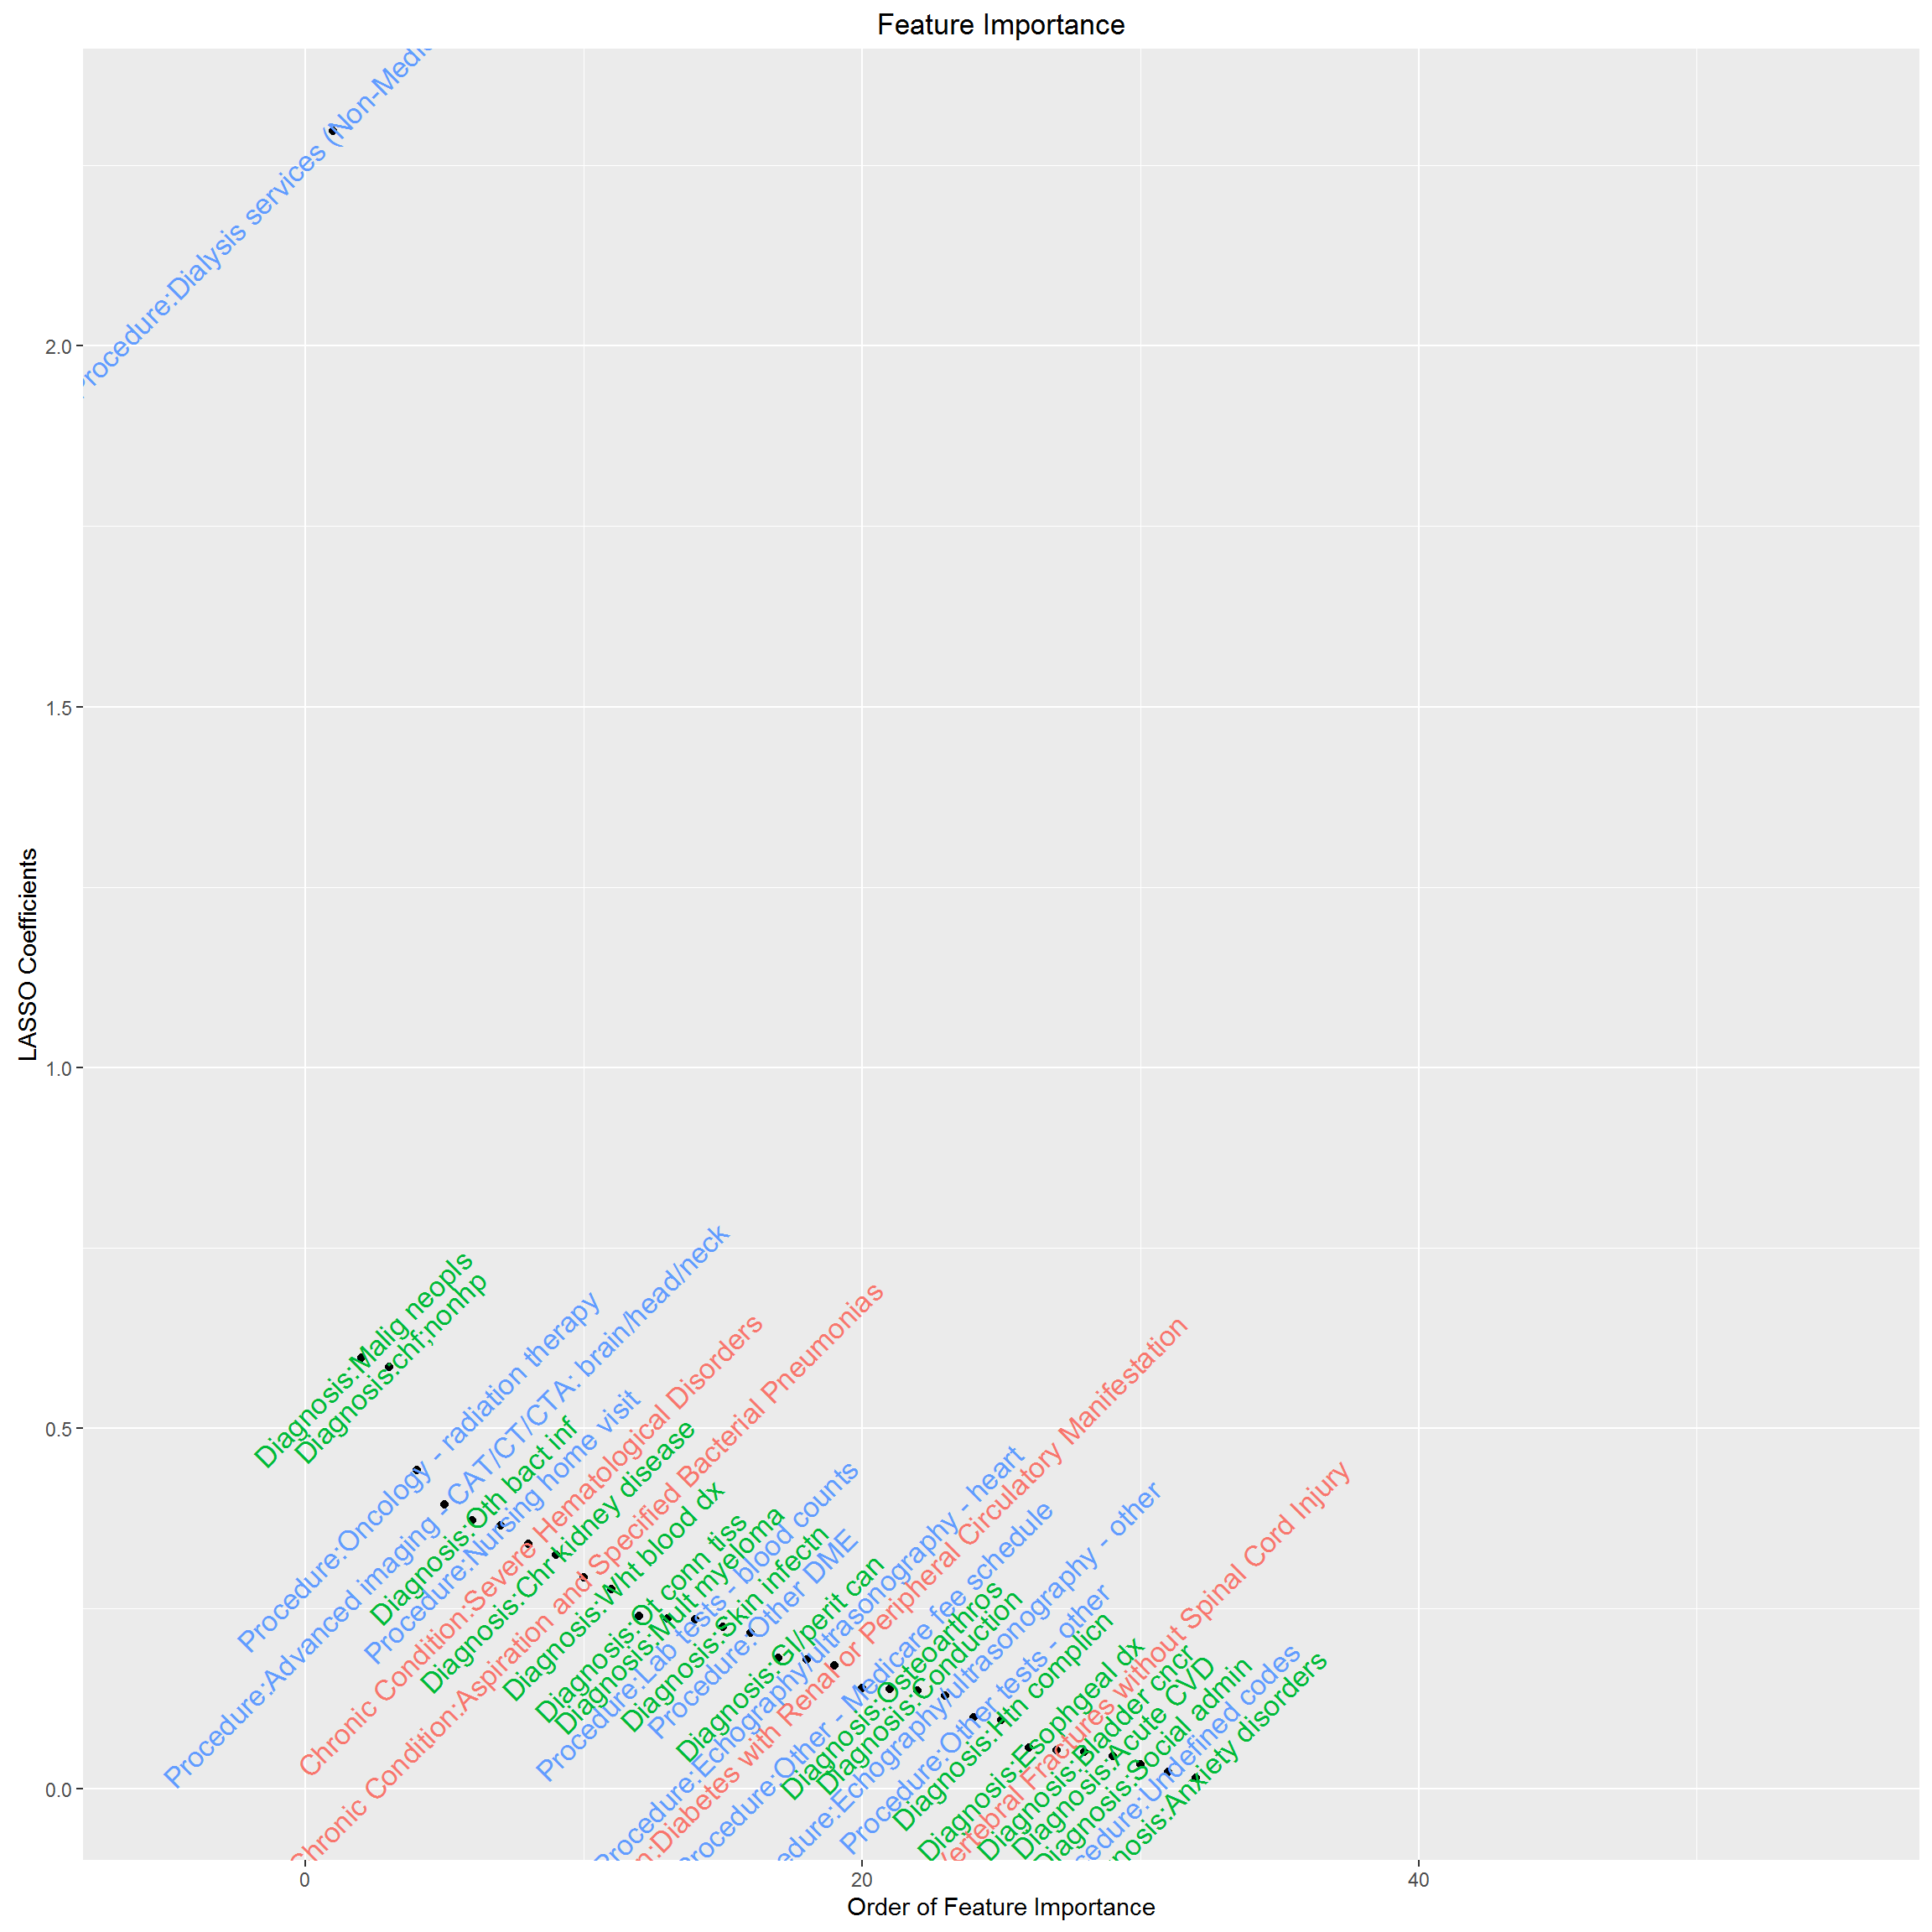 Feature Importance
LASSO Coefficients
2.0
1.5
1.0
0.5
0.0
0
20
40
Order of Feature Importance
Procedure:Dialysis services (Non-Medic
Diagnosis:Malig neopls
Diagnosis:chf;nonhp
Procedure:Oncology - radiation therapy
Procedure:Advanced imaging - CAT/CT/CTA: brain/head/neck
Diagnosis:Oth bact inf
Procedure:Nursing home visit
Chronic Condition:Severe Hematological Disorders
Diagnosis:Chr kidney disease
Chronic Condition:Aspiration and Specified Bacterial Pneumonias
Diagnosis:Wht blood dx
Diagnosis:Ot conn tiss
Diagnosis:Mult myeloma
Procedure:Lab tests - blood counts
Diagnosis:Skin infectn
Procedure:Other DME
Diagnosis:GI/perit can
Procedure:Echography/ultrasonography - heart
n:Diabetes with Renal or Peripheral Circulatory Manifestation
Procedure:Other - Medicare fee schedule
Diagnosis:Osteoarthros
Diagnosis:Conduction
edure:Echography/ultrasonography - other
Procedure:Other tests - other
Diagnosis:Htn complicn
Diagnosis:Esophgeal dx
Vertebral Fractures without Spinal Cord Injury
Diagnosis:Bladder cncr
Diagnosis:Acute CVD
Diagnosis:Social admin
cedure:Undefined codes
nosis:Anxiety disorders